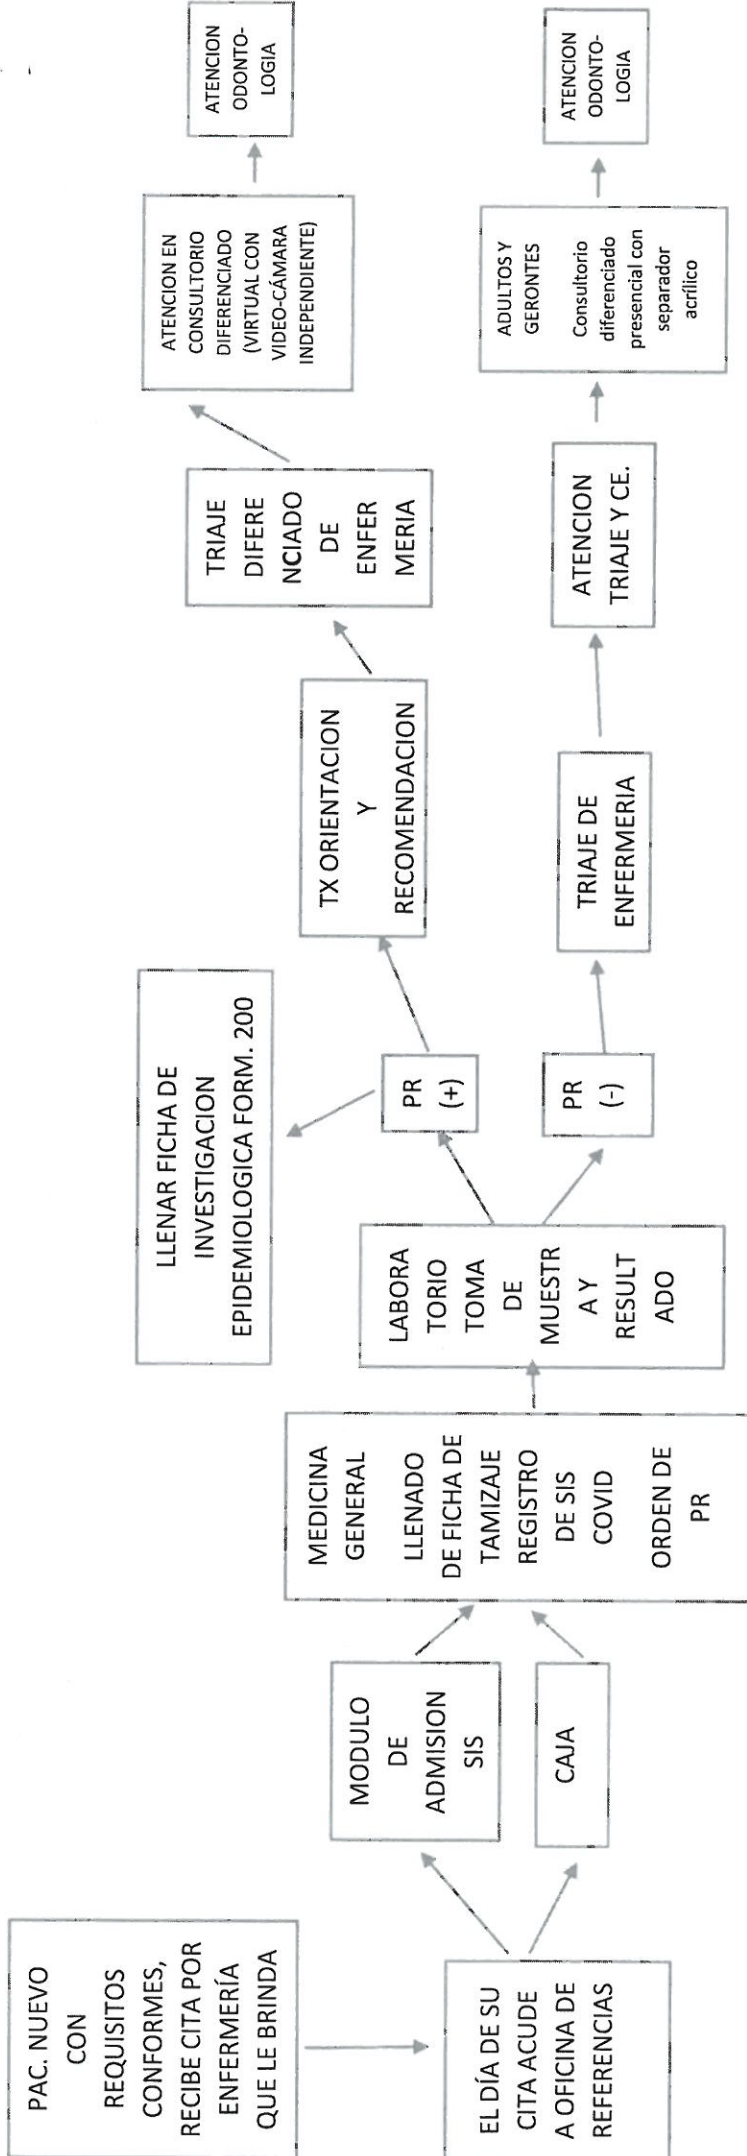 PAC. NUEVO
CON
REQUISITOS
CONFORMES,
RECIBE CITA POR
ENFERMERÍA
QUE LE BRINDA
EL DÍA DE SU
CITA ACUDE
A OFICINA DE
REFERENCIAS
MODULO
DE
ADMISION
SIS
CAJA
MEDICINA
GENERAL
LLENADO
DE FICHA DE
TAMIZAJE
REGISTRO
DE SIS
COVID
ORDEN DE
PR
LABORA
TORIO
TOMA
DE
MUESTR
A Y
RESULT
ADO
LLENAR FICHA DE
INVESTIGACION
EPIDEMIOLOGICA FORM. 200
PR
(+)
PR
(-)
TX ORIENTACION
Y
RECOMENDACION
TRIAJE DE
ENFERMERIA
TRIAJE
DIFERE
NCIADO
DE
ENFER
MERIA
ATENCION
TRIAJE Y CE.
ATENCION EN
CONSULTORIO
DIFERENCIADO
(VIRTUAL CON
VIDEO-CÁMARA
INDEPENDIENTE)
ADULTOS Y
GERONTES
Consultorio
diferenciado
presencial con
separador
acrílico
ATENCION
ODONTO-
LOGIA
ATENCION
ODONTO-
LOGIA